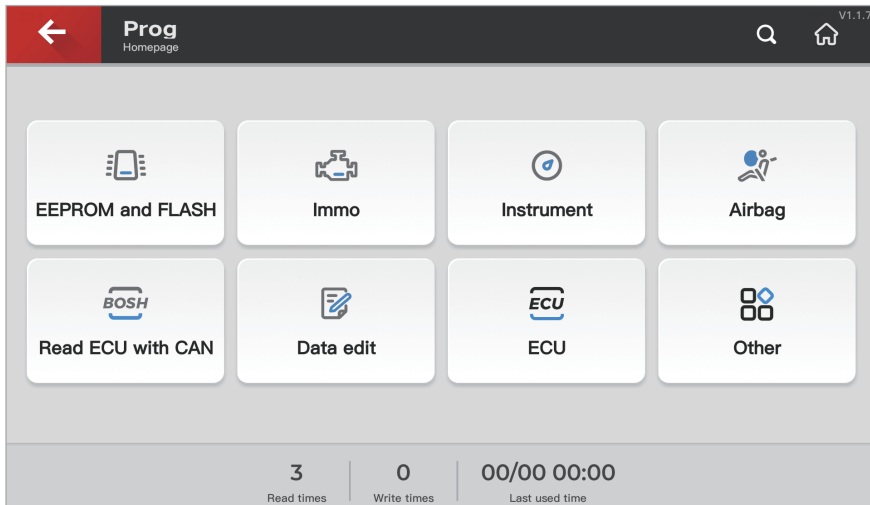 Prog
Homepage
V1.1.7
EEPROM and FLASH
Immo
Instrument
Airbag
BOSH
Read ECU with CAN
Data edit
ECU
ECU
Other
3
Read times
0
Write times
00/00 00:00
Last used time